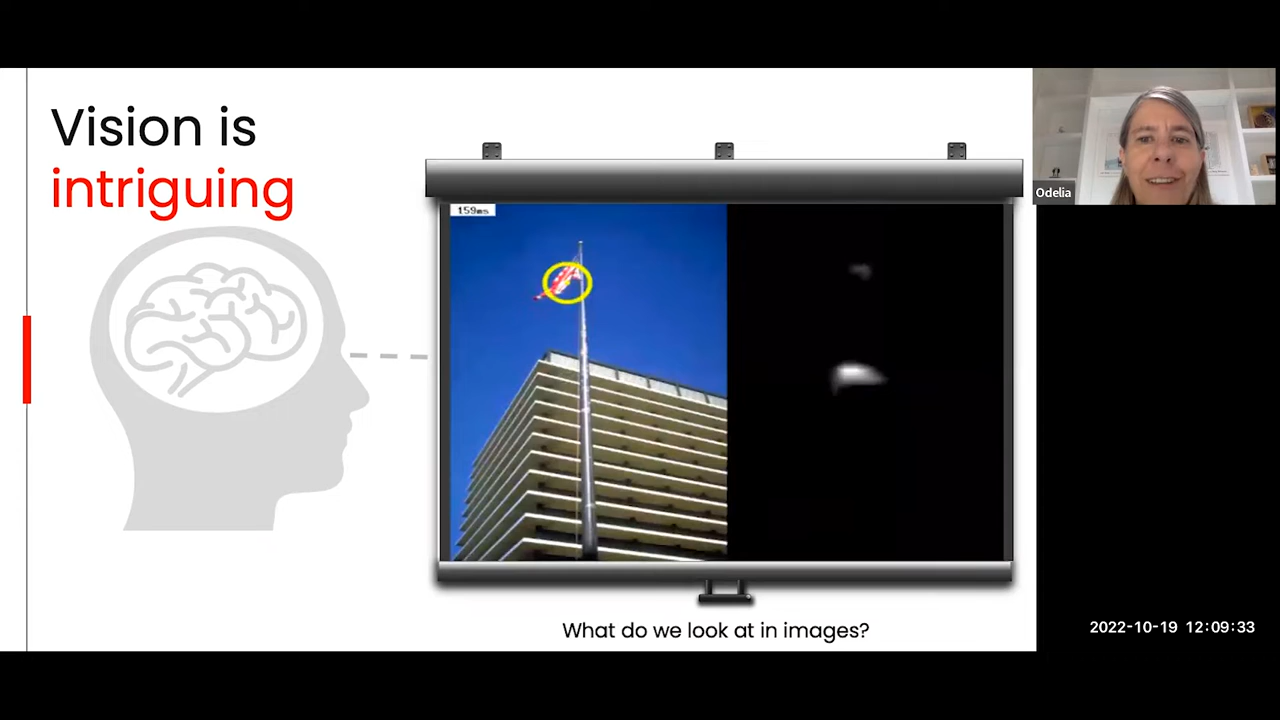 Vision is
intriguing
159ms
Odelia
What do we look at in images?
2022-10-19 12:09:33